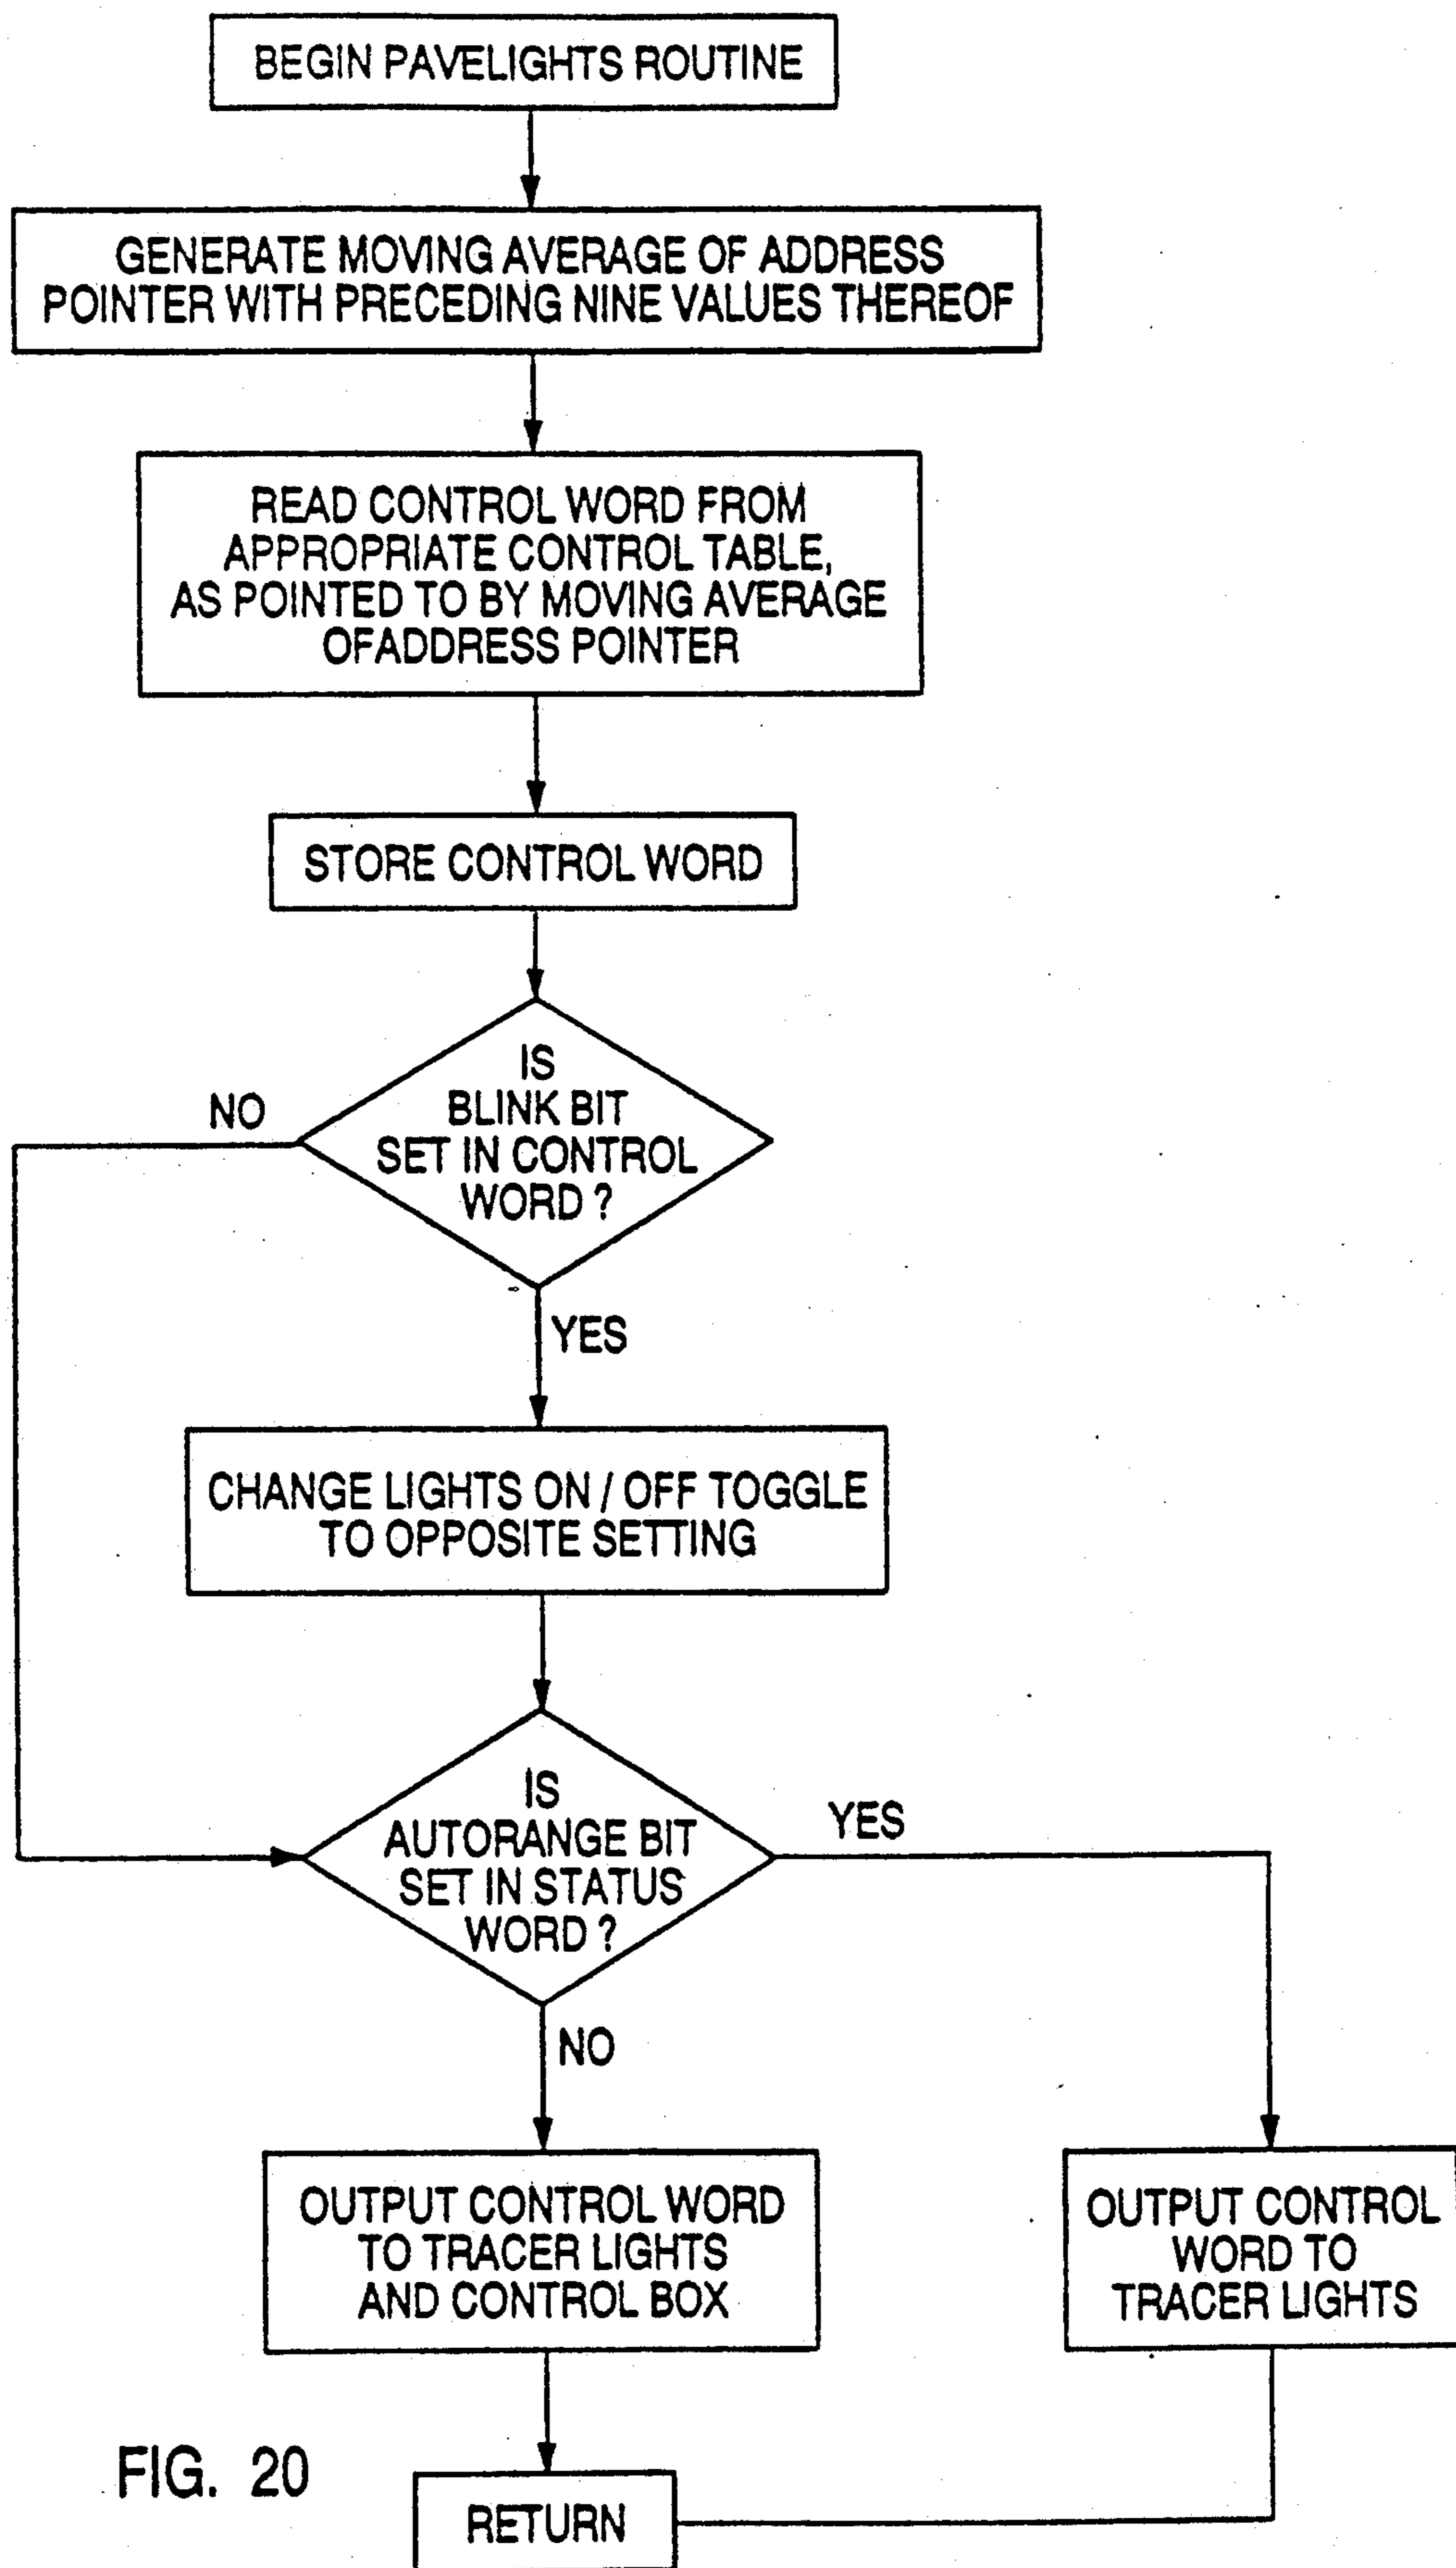 BEGIN PAVELIGHTS ROUTINE
GENERATE MOVING AVERAGE OF ADDRESS
POINTER WITH PRECEDING NINE VALUES THEREOF
READ CONTROL WORD FROM
APPROPRIATE CONTROL TABLE,
AS POINTED TO BY MOVING AVERAGE
OFADDRESS POINTER
STORE CONTROL WORD
IS
BLINK BIT
SET IN CONTROL
WORD ?
NO
YES
CHANGE LIGHTS ON / OFF TOGGLE
TO OPPOSITE SETTING
IS
AUTORANGE BIT
SET IN STATUS
WORD ?
YES
NO
OUTPUT CONTROL WORD
TO TRACER LIGHTS
AND CONTROL BOX
OUTPUT CONTROL
WORD TO
TRACER LIGHTS
RETURN
FIG. 20